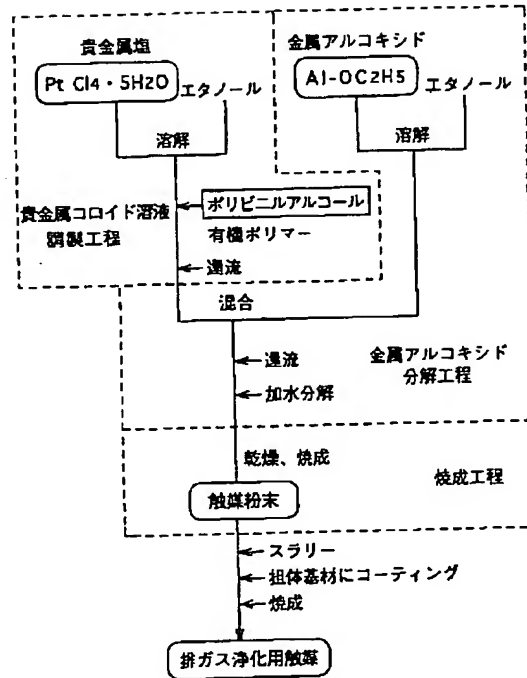 貴金属塩
Pt Cl4・5H2O
エタノール
溶解
金属アルコキシド
Al-OC2H5
エタノール
溶解
貴金属コロイド溶液
調製工程
ポリビニルアルコール
有機ポリマー
還流
混合
還流
加水分解
金属アルコキシド
分解工程
乾燥、焼成
焼成工程
触媒粉末
スラリー
担体基材にコーティング
焼成
排ガス浄化用触媒